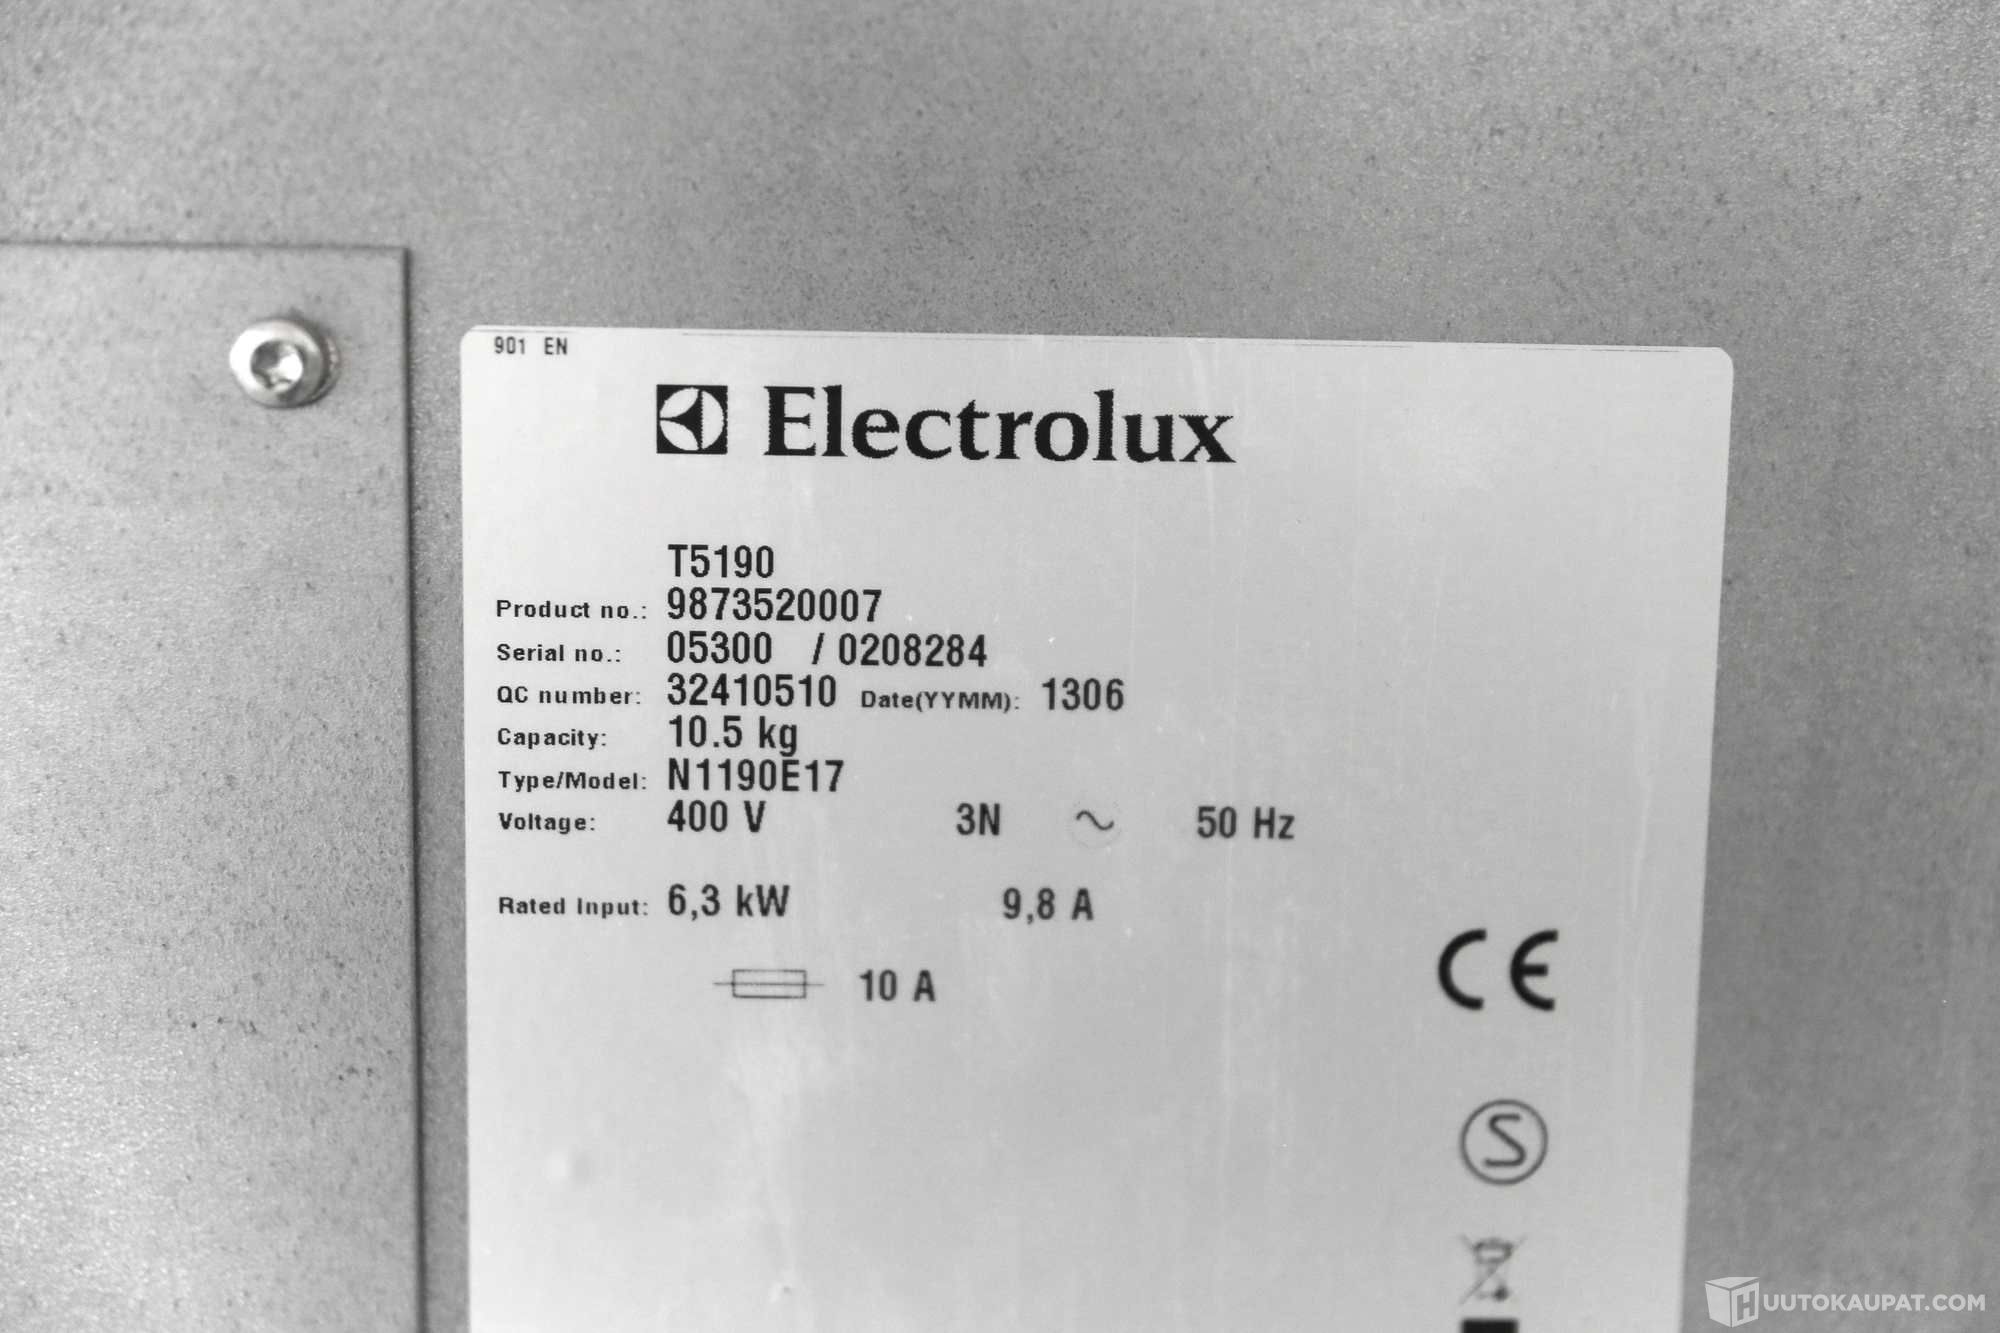 901 EN
Electrolux
T5190
Product no.: 9873520007
Serial no.: 05300 / 0208284
QC number: 32410510 Date(YYMM): 1306
Capacity: 10.5 kg
Type/Model: N1190E17
Voltage: 400 V 3N ~ 50 Hz
Rated Input: 6,3 kW 9,8 A
10 A
CE
S
HUUTOKAUPAT.COM